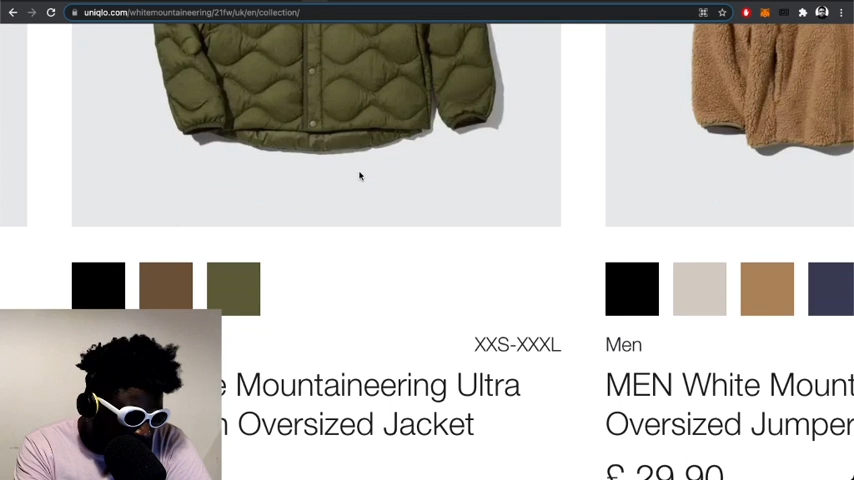 uniqlo.com/whitemountaineering/21fw/uk/en/collection/
XXS-XXXL
Mountaineering Ultra
Oversized Jacket
Men
MEN White Mount
Oversized Jumper
£ 29.90